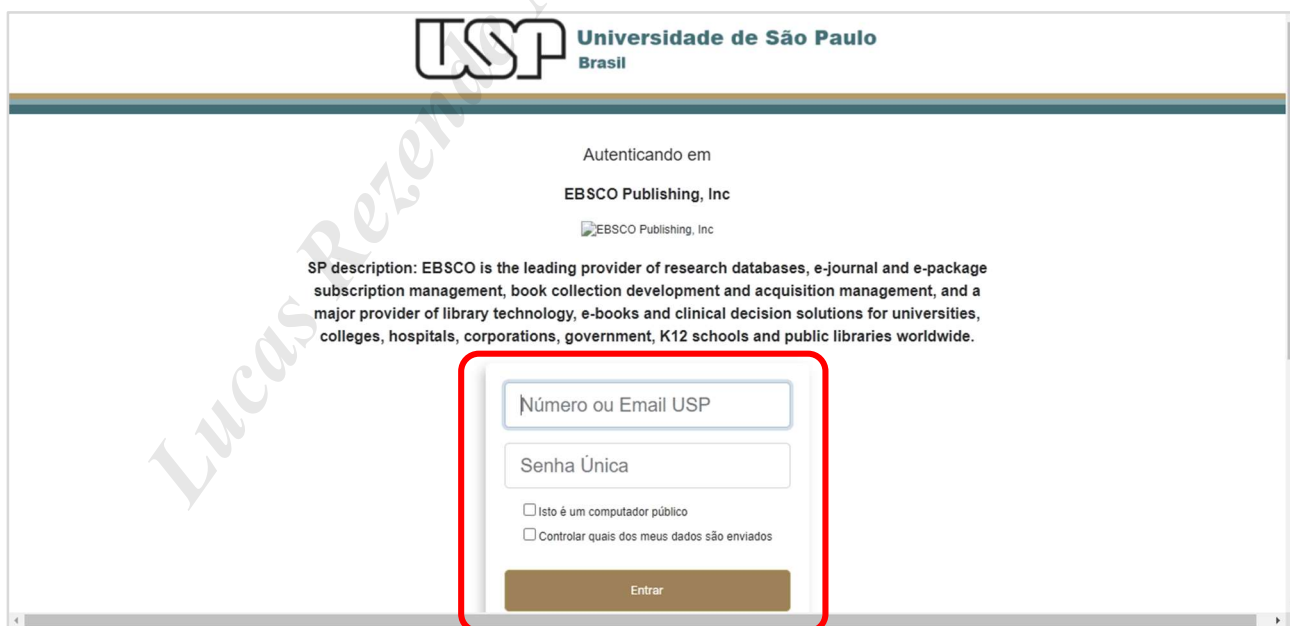 USP Universidade de São Paulo
Brasil
Autenticando em
EBSCO Publishing, Inc
EBSCO Publishing, Inc
SP description: EBSCO is the leading provider of research databases, e-journal and e-package
subscription management, book collection development and acquisition management, and a
major provider of library technology, e-books and clinical decision solutions for universities,
colleges, hospitals, corporations, government, K12 schools and public libraries worldwide.
Número ou Email USP
Senha Única
Isto é um computador público
Controlar quais dos meus dados são enviados
Entrar
Lucas Rezende